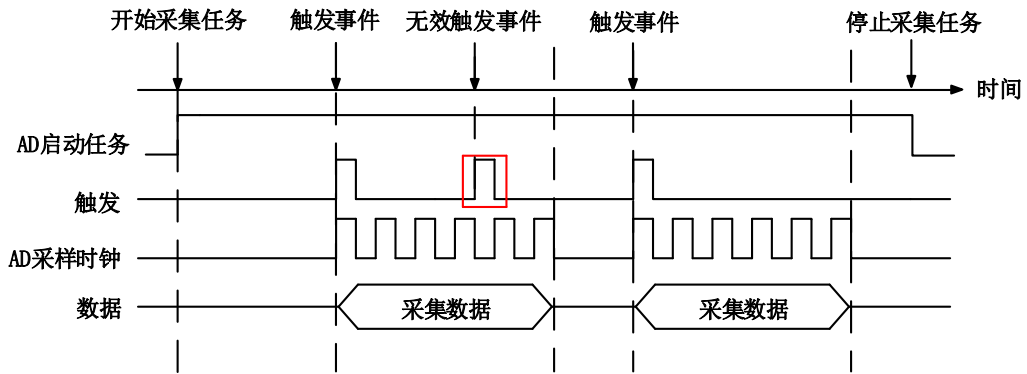 开始采集任务 触发事件 无效触发事件 触发事件 停止采集任务
时间
AD启动任务
触发
AD采样时钟
数据 采集数据 采集数据